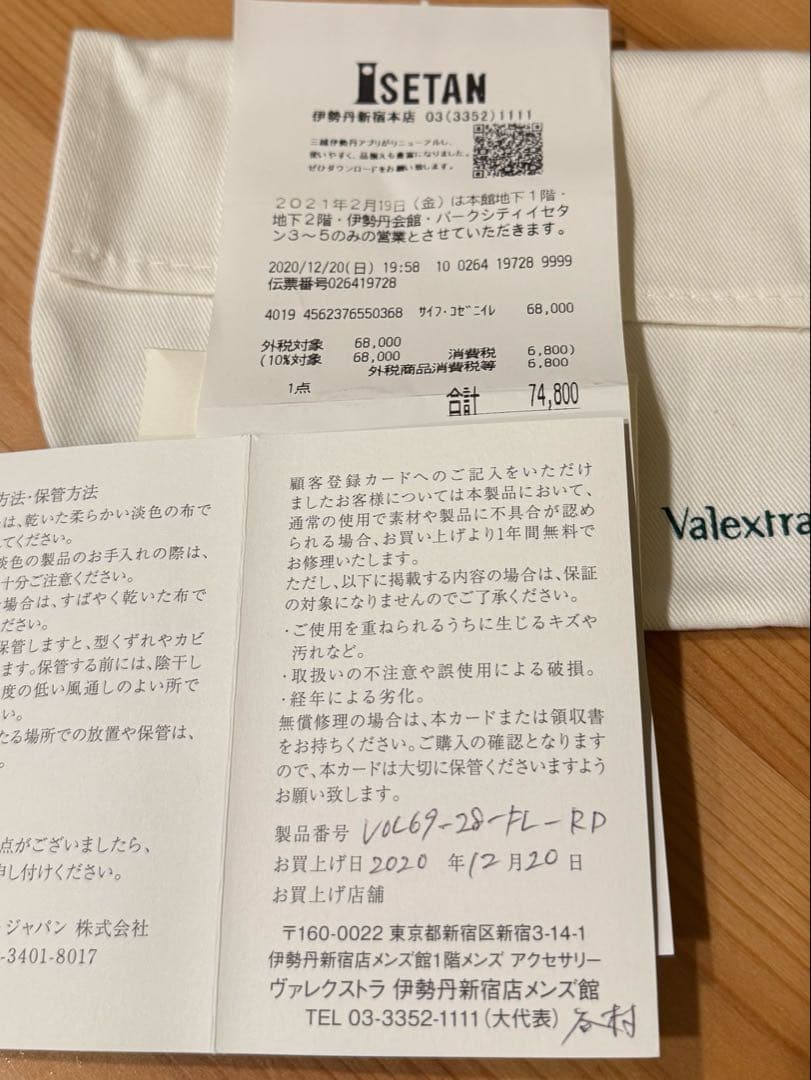 ISETAN
伊勢丹新宿本店 03(3352)1111
三越伊勢丹アプリがリニューアルし、
使いやすく、品揃えも豊富になりました。
ぜひダウンロードをお願い致します。
2021年2月19日(金)は本館地下1階・
地下2階・伊勢丹会館・パークシティイセタ
ン3~5のみの営業とさせていただきます。
2020/12/20(日) 19:58 10 0264 19728 9999
伝票番号026419728
4019 4562376550368 サイフ・コゼニイレ 68,000
外税対象 68,000
(10%対象 68,000 消費税 6,800)
外税商品消費税等 6,800
1点
合計 74,800
Valextra
方法・保管方法
は、乾いた柔らかい淡色の布で
てください。
淡色の製品のお手入れの際は、
十分ご注意ください。
場合は、すばやく乾いた布で
ださい。
保管しますと、型くずれやカビ
ます。保管する前には、陰干し
度の低い風通しのよい所で
い。
たる場所での放置や保管は、
。
点がございましたら、
申し付けください。
・ジャパン 株式会社
-3401-8017
顧客登録カードへのご記入をいただけ
ましたお客様については本製品において、
通常の使用で素材や製品に不具合が認め
られる場合、お買い上げより1年間無料で
お修理いたします。
ただし、以下に掲載する内容の場合は、保証
の対象になりませんのでご了承ください。
・ご使用を重ねられるうちに生じるキズや
汚れなど。
・取扱いの不注意や誤使用による破損。
・経年による劣化。
無償修理の場合は、本カードまたは領収書
をお持ちください。ご購入の確認となります
ので、本カードは大切に保管くださいますよう
お願い致します。
製品番号 VOL69-28-FL-RD
お買上げ日 2020 年 12 月 20 日
お買上げ店舗
〒160-0022 東京都新宿区新宿3-14-1
伊勢丹新宿店メンズ館1階メンズ アクセサリー
ヴァレクストラ 伊勢丹新宿店メンズ館
TEL 03-3352-1111(大代表) 谷村